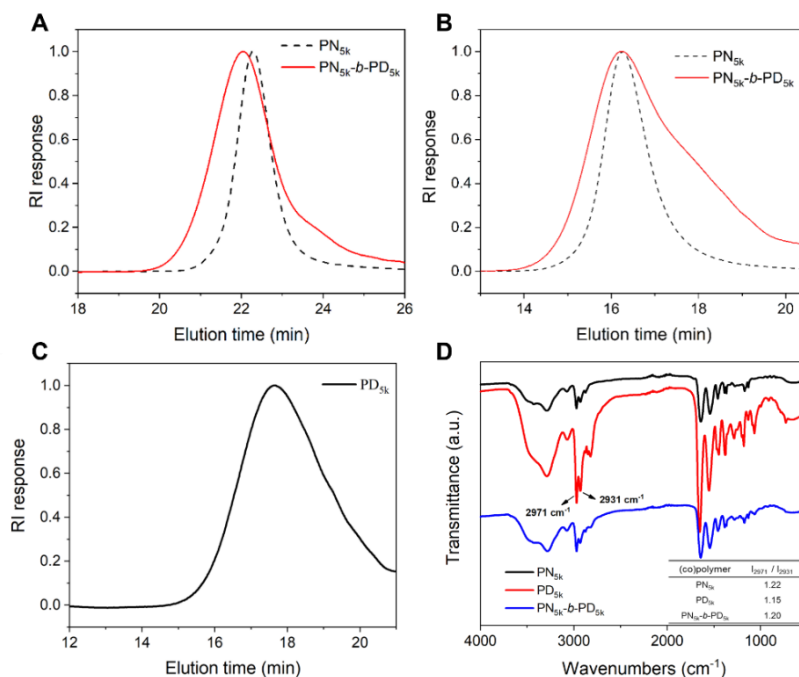 A
PN5k
PN5k-b-PD5k
RI response
1.0
0.8
0.6
0.4
0.2
0.0
18 20 22 24 26
Elution time (min)
B
PN5k
PN5k-b-PD5k
RI response
1.0
0.8
0.6
0.4
0.2
0.0
14 16 18 20
Elution time (min)
C
PD5k
RI response
1.0
0.8
0.6
0.4
0.2
0.0
12 14 16 18 20
Elution time (min)
D
Transmittance (a.u.)
2971 cm-1
2931 cm-1
PN5k
PD5k
PN5k-b-PD5k
(co)polymer I2971 / I2931
PN5k 1.22
PD5k 1.15
PN5k-b-PD5k 1.20
4000 3000 2000 1000
Wavenumbers (cm-1)